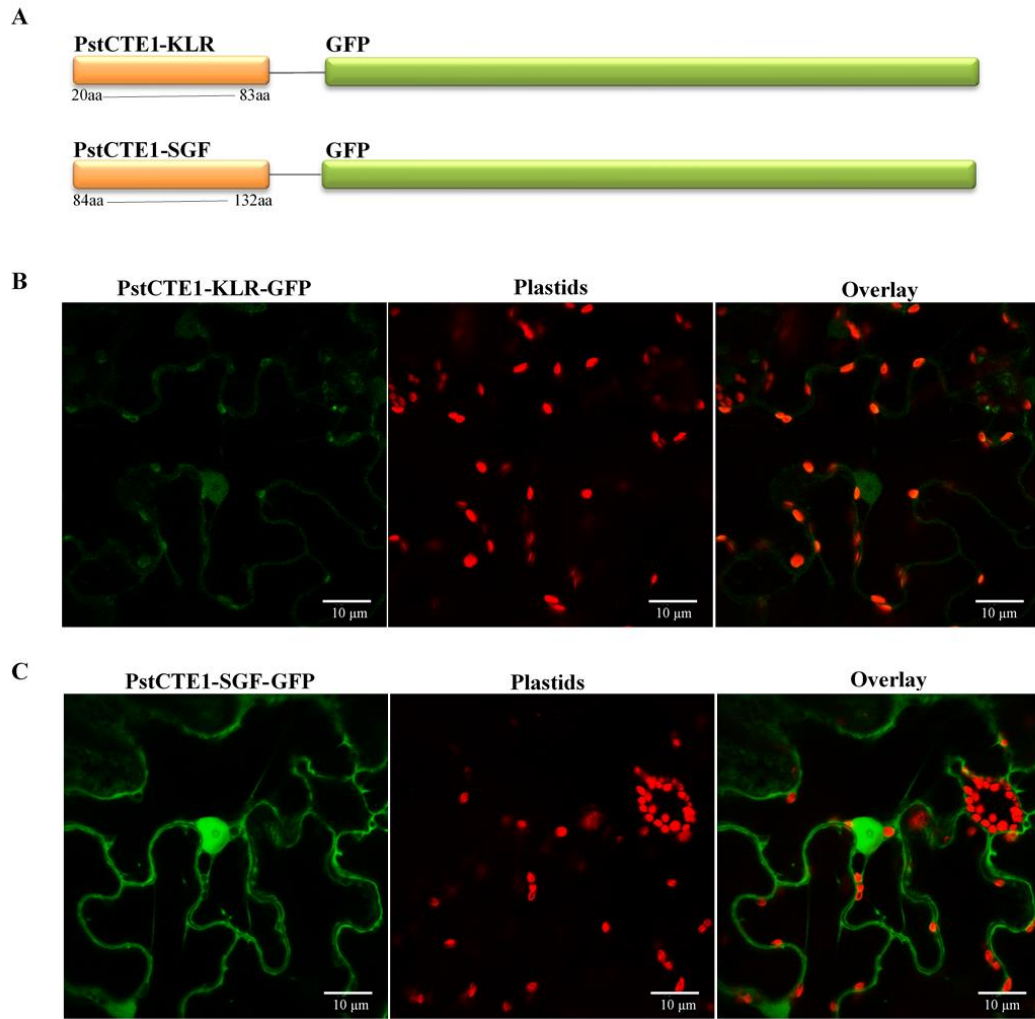 A
PstCTE1-KLR GFP
20aa 83aa
PstCTE1-SGF GFP
84aa 132aa
B
PstCTE1-KLR-GFP Plastids Overlay
10 μm 10 μm 10 μm
C
PstCTE1-SGF-GFP Plastids Overlay
10 μm 10 μm 10 μm